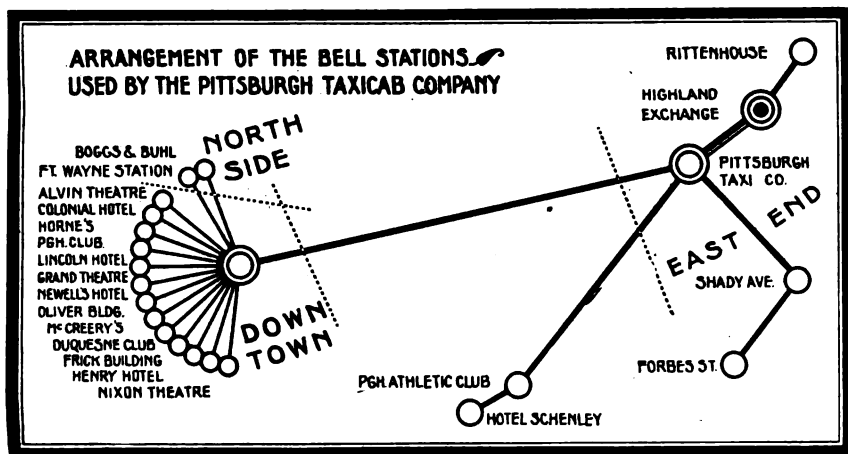 ARRANGEMENT OF THE BELL STATIONS
USED BY THE PITTSBURGH TAXICAB COMPANY
RITTENHOUSE
HIGHLAND
EXCHANGE
PITTSBURGH
TAXI CO.
NORTH
SIDE
BOGGS & BUHL
FT. WAYNE STATION
ALVIN THEATRE
COLONIAL HOTEL
HORNE'S
PGH. CLUB.
LINCOLN HOTEL
GRAND THEATRE
NEWELL'S HOTEL
OLIVER BLDG.
MCCREERY'S
DUQUESNE CLUB
FRICK BUILDING
HENRY HOTEL
NIXON THEATRE
DOWN
TOWN
EAST END
SHADY AVE.
FORBES ST.
PGH. ATHLETIC CLUB
HOTEL SCHENLEY